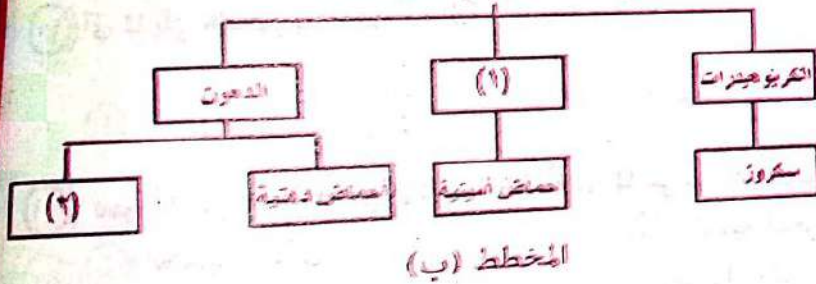 الكربوهيدرات (١) الدهون
سكروز أحماض أمينية أحماض دهنية (٢)
المخطط (ب)